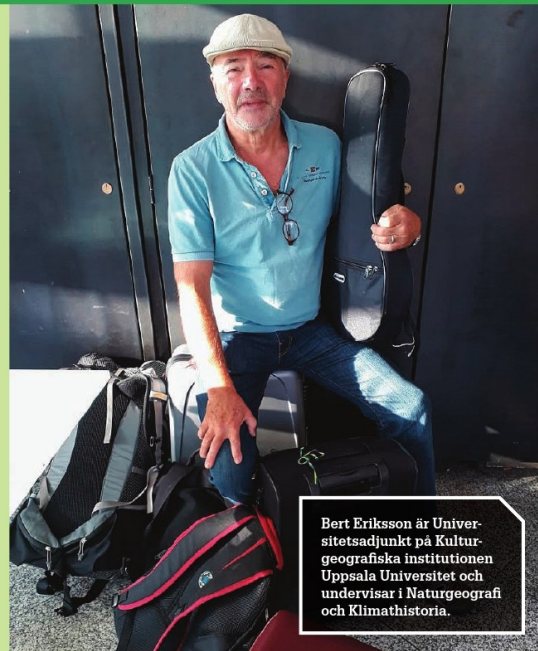 Bert Eriksson är Univer-
sitetsadjunkt på Kultur-
geografiska institutionen
Uppsala Universitet och
undervisar i Naturgeografi
och Klimathistoria.